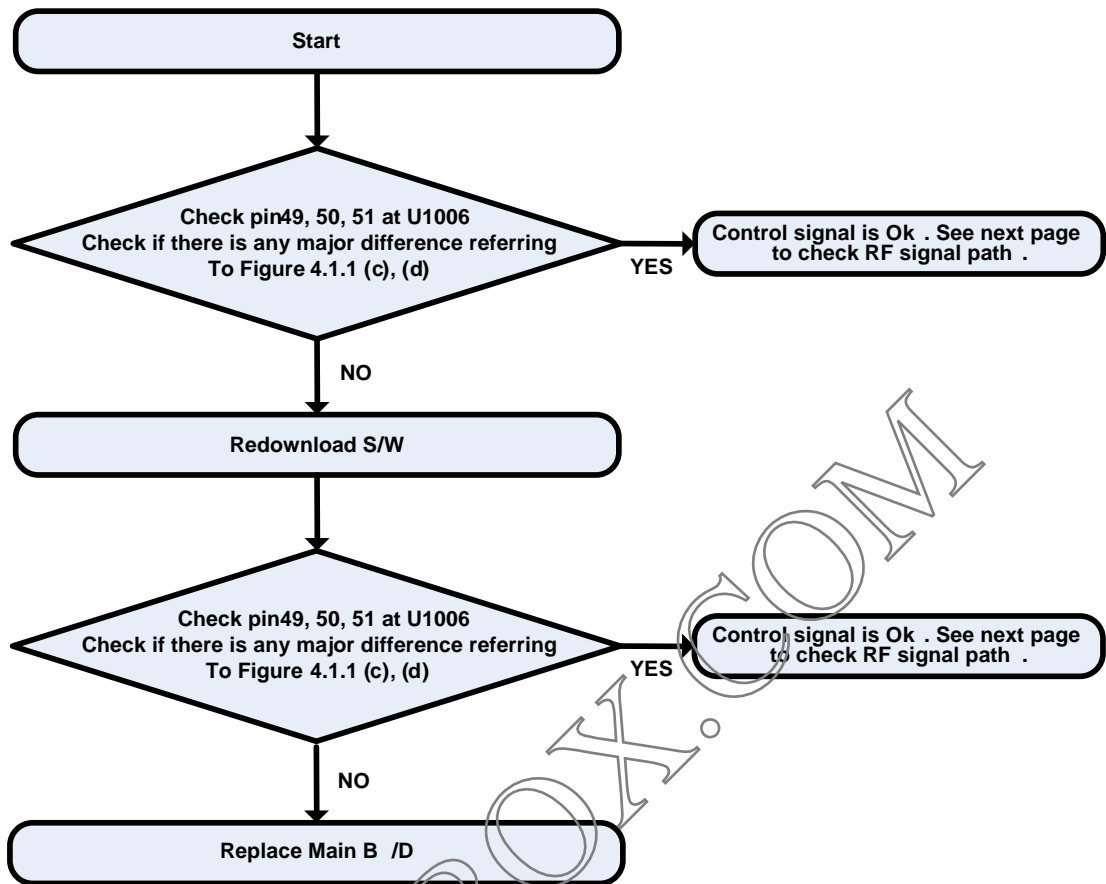 Start
Check pin49, 50, 51 at U1006
Check if there is any major difference referring
To Figure 4.1.1 (c), (d)
YES
Control signal is Ok . See next page
to check RF signal path .
NO
Redownload S/W
Check pin49, 50, 51 at U1006
Check if there is any major difference referring
To Figure 4.1.1 (c), (d)
YES
Control signal is Ok . See next page
to check RF signal path .
NO
Replace Main B /D
OX.COM